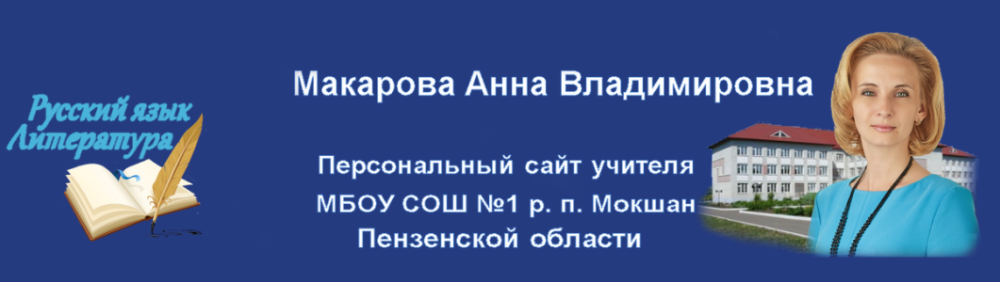 Русский язык
Литература
Макарова Анна Владимировна
Персональный сайт учителя
МБОУ СОШ №1 р. п. Мокшан
Пензенской области